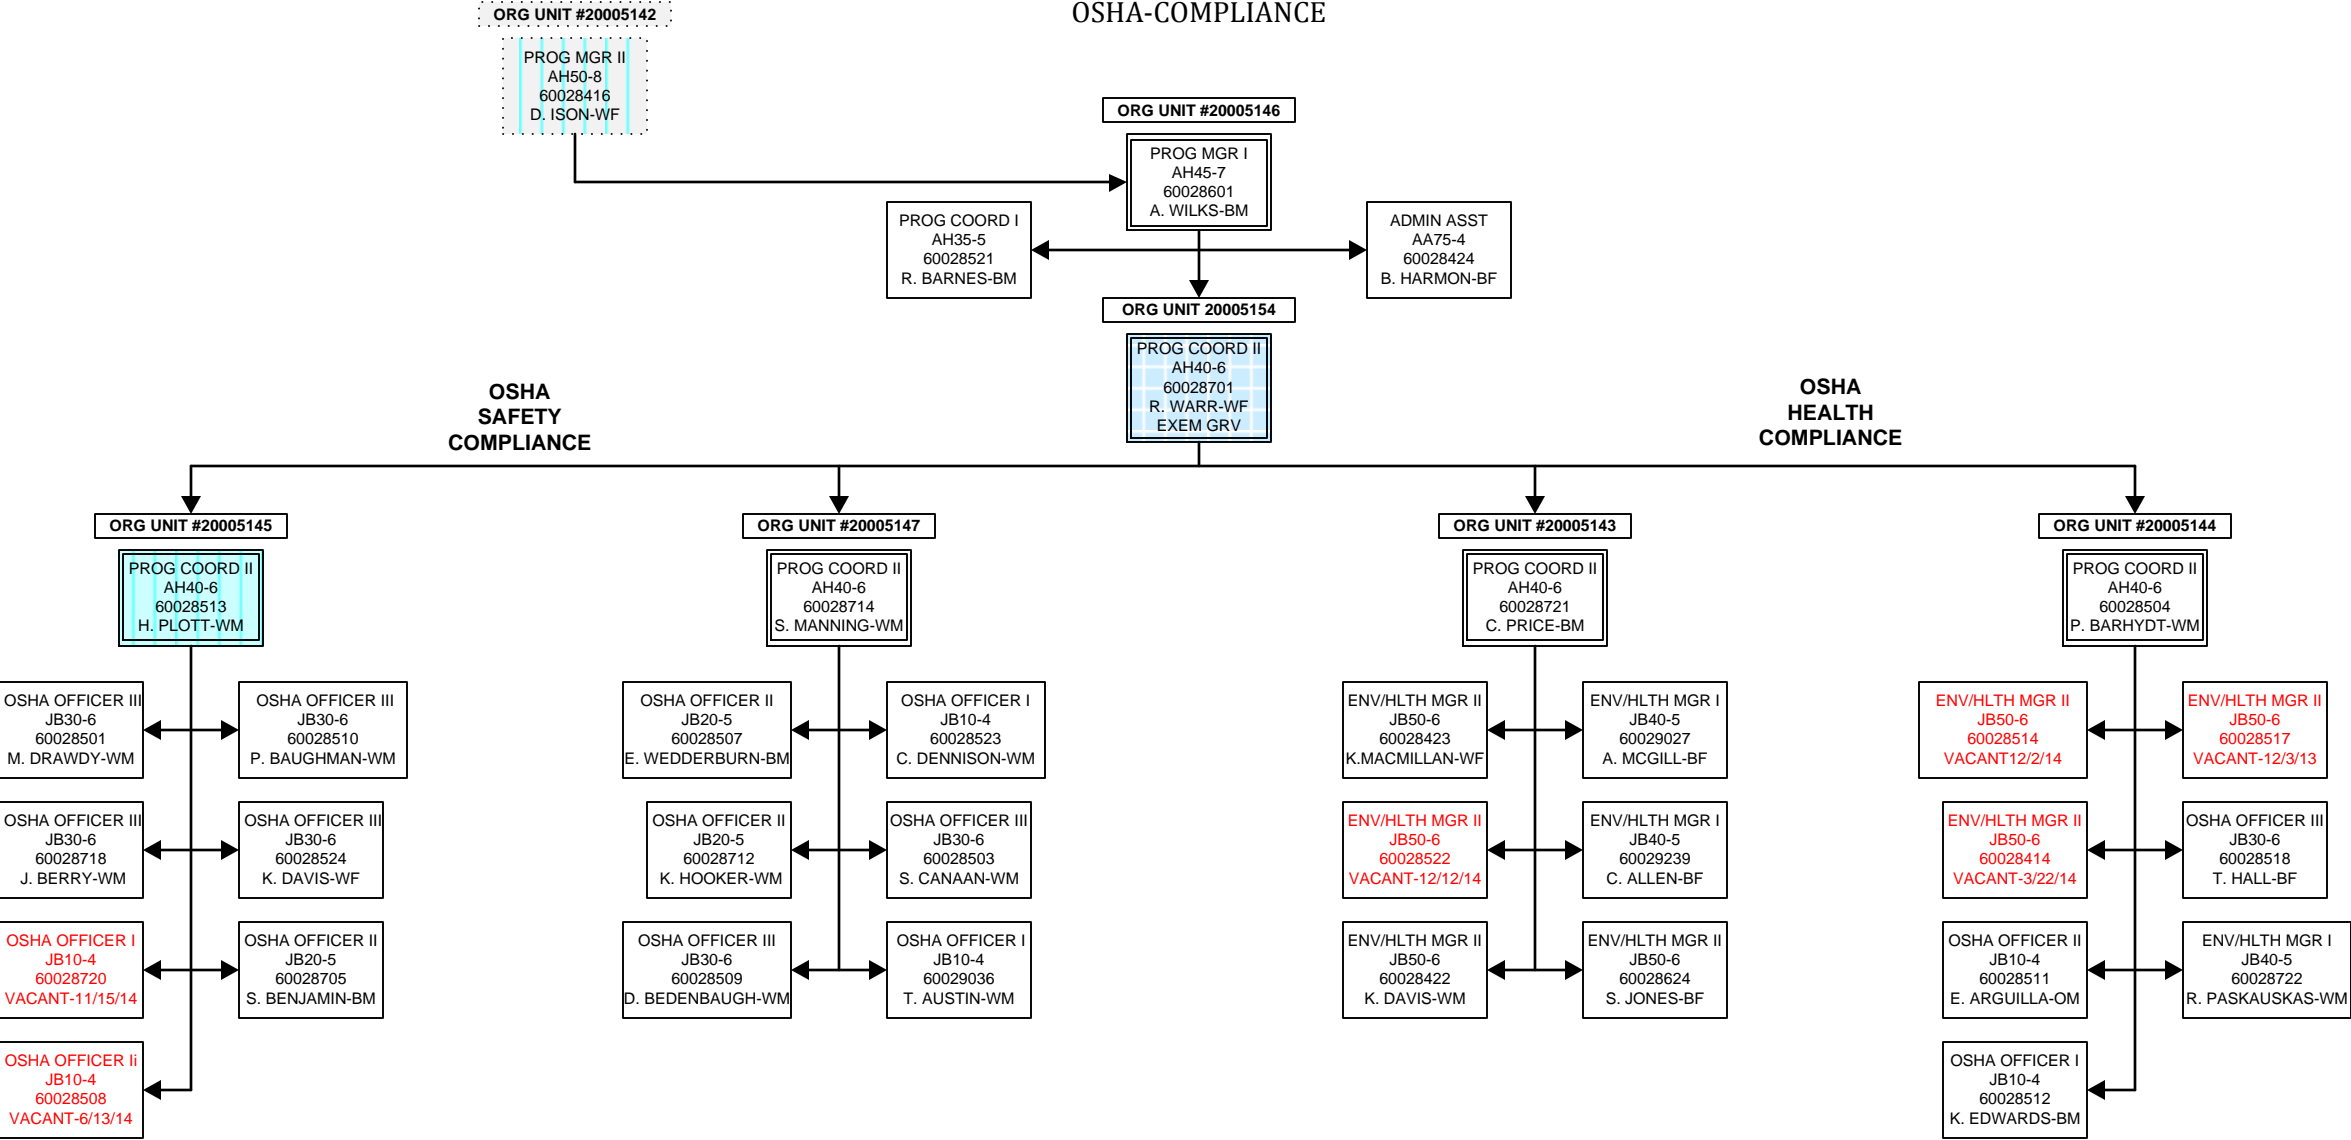 ORG UNIT #20005142
OSHA-COMPLIANCE
PROG MGR II
AH50-8
60028416
D. ISON-WF
ORG UNIT #20005146
PROG MGR I
AH45-7
60028601
A. WILKS-BM
PROG COORD I
AH35-5
60028521
R. BARNES-BM
ADMIN ASST
AA75-4
60028424
B. HARMON-BF
ORG UNIT 20005154
PROG COORD II
AH40-6
60028701
R. WARR-WF
EXEM GRV
OSHA
SAFETY
COMPLIANCE
OSHA
HEALTH
COMPLIANCE
ORG UNIT #20005145
PROG COORD II
AH40-6
60028513
H. PLOTT-WM
OSHA OFFICER III
JB30-6
60028501
M. DRAWDY-WM
OSHA OFFICER III
JB30-6
60028510
P. BAUGHMAN-WM
OSHA OFFICER III
JB30-6
60028718
J. BERRY-WM
OSHA OFFICER III
JB30-6
60028524
K. DAVIS-WF
OSHA OFFICER I
JB10-4
60028720
VACANT-11/15/14
OSHA OFFICER II
JB20-5
60028705
S. BENJAMIN-BM
OSHA OFFICER Ii
JB10-4
60028508
VACANT-6/13/14
ORG UNIT #20005147
PROG COORD II
AH40-6
60028714
S. MANNING-WM
OSHA OFFICER II
JB20-5
60028507
E. WEDDERBURN-BM
OSHA OFFICER I
JB10-4
60028523
C. DENNISON-WM
OSHA OFFICER II
JB20-5
60028712
K. HOOKER-WM
OSHA OFFICER III
JB30-6
60028503
S. CANAAN-WM
OSHA OFFICER III
JB30-6
60028509
D. BEDENBAUGH-WM
OSHA OFFICER I
JB10-4
60029036
T. AUSTIN-WM
ORG UNIT #20005143
PROG COORD II
AH40-6
60028721
C. PRICE-BM
ENV/HLTH MGR II
JB50-6
60028423
K.MACMILLAN-WF
ENV/HLTH MGR I
JB40-5
60029027
A. MCGILL-BF
ENV/HLTH MGR II
JB50-6
60028522
VACANT-12/12/14
ENV/HLTH MGR I
JB40-5
60029239
C. ALLEN-BF
ENV/HLTH MGR II
JB50-6
60028422
K. DAVIS-WM
ENV/HLTH MGR II
JB50-6
60028624
S. JONES-BF
ORG UNIT #20005144
PROG COORD II
AH40-6
60028504
P. BARHYDT-WM
ENV/HLTH MGR II
JB50-6
60028514
VACANT12/2/14
ENV/HLTH MGR II
JB50-6
60028517
VACANT-12/3/13
ENV/HLTH MGR II
JB50-6
60028414
VACANT-3/22/14
OSHA OFFICER III
JB30-6
60028518
T. HALL-BF
OSHA OFFICER II
JB10-4
60028511
E. ARGUILLA-OM
ENV/HLTH MGR I
JB40-5
60028722
R. PASKAUSKAS-WM
OSHA OFFICER I
JB10-4
60028512
K. EDWARDS-BM